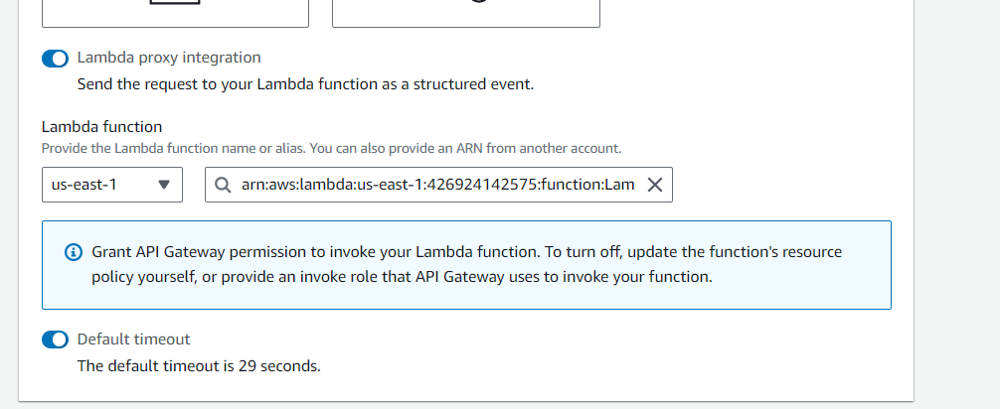 Lambda proxy integration
Send the request to your Lambda function as a structured event.
Lambda function
Provide the Lambda function name or alias. You can also provide an ARN from another account.
us-east-1
arn:aws:lambda:us-east-1:426924142575:function:Lam
Grant API Gateway permission to invoke your Lambda function. To turn off, update the function's resource
policy yourself, or provide an invoke role that API Gateway uses to invoke your function.
Default timeout
The default timeout is 29 seconds.